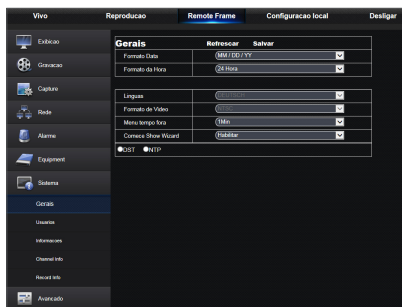 Vivo Reproducao Remote Frame Configuracao local Desligar
Exibicao
Gravacao
Capture
Rede
Alarme
Equipment
Sistema
Gerais
Usuarios
Informacoes
Channel Info
Record Info
Avancado
Gerais Refrescar Salvar
Formato Data MM / DD / YY
Formato da Hora 24 Hora
Linguas
Formato de Video NTSC
Menu tempo fora 1Min
Comece Show Wizard Habilitar
DST NTP